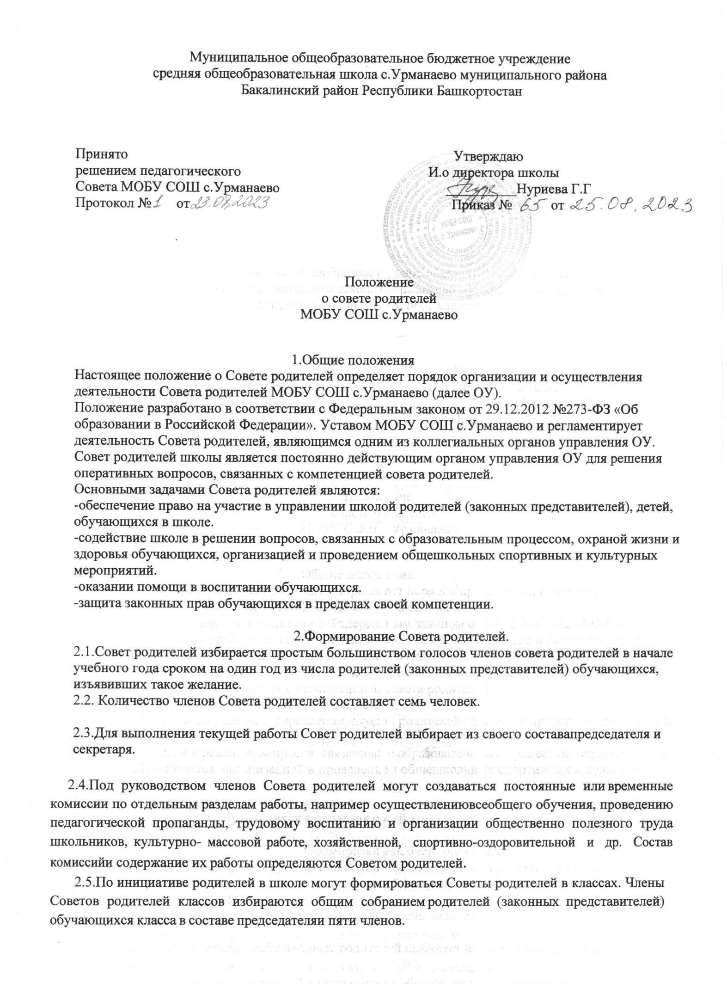 Муниципальное общеобразовательное бюджетное учреждение
средняя общеобразовательная школа с.Урманаево муниципального района
Бакалинский район Республики Башкортостан
Принято
решением педагогического
Совета МОБУ СОШ с.Урманаево
Протокол №1 от 23.08.2023
Утверждаю
И.о директора школы
Нуриева Г.Г
Приказ № 65 от 25.08.2023
МОБУ СОШ
с. Урманаево
Положение
о совете родителей
МОБУ СОШ с.Урманаево
1.Общие положения
Настоящее положение о Совете родителей определяет порядок организации и осуществления
деятельности Совета родителей МОБУ СОШ с.Урманаево (далее ОУ).
Положение разработано в соответствии с Федеральным законом от 29.12.2012 №273-ФЗ «Об
образовании в Российской Федерации». Уставом МОБУ СОШ с.Урманаево и регламентирует
деятельность Совета родителей, являющимся одним из коллегиальных органов управления ОУ.
Совет родителей школы является постоянно действующим органом управления ОУ для решения
оперативных вопросов, связанных с компетенцией совета родителей.
Основными задачами Совета родителей являются:
-обеспечение право на участие в управлении школой родителей (законных представителей), детей,
обучающихся в школе.
-содействие школе в решении вопросов, связанных с образовательным процессом, охраной жизни и
здоровья обучающихся, организацией и проведением общешкольных спортивных и культурных
мероприятий.
-оказании помощи в воспитании обучающихся.
-защита законных прав обучающихся в пределах своей компетенции.
2.Формирование Совета родителей.
2.1.Совет родителей избирается простым большинством голосов членов совета родителей в начале
учебного года сроком на один год из числа родителей (законных представителей) обучающихся,
изъявивших такое желание.
2.2. Количество членов Совета родителей составляет семь человек.
2.3.Для выполнения текущей работы Совет родителей выбирает из своего составапредседателя и
секретаря.
2.4.Под руководством членов Совета родителей могут создаваться постоянные или временные
комиссии по отдельным разделам работы, например осуществлениювсеобщего обучения, проведению
педагогической пропаганды, трудовому воспитанию и организации общественно полезного труда
школьников, культурно- массовой работе, хозяйственной, спортивно-оздоровительной и др. Состав
комиссийи содержание их работы определяются Советом родителей.
2.5.По инициативе родителей в школе могут формироваться Советы родителей в классах. Члены
Советов родителей классов избираются общим собранием родителей (законных представителей)
обучающихся класса в составе председателяи пяти членов.